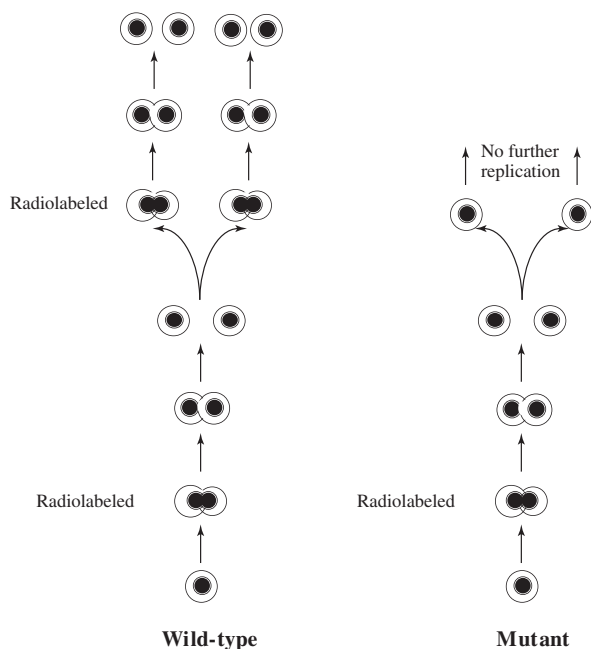 No further
replication
Radiolabeled
Radiolabeled
Radiolabeled
Wild-type
Mutant